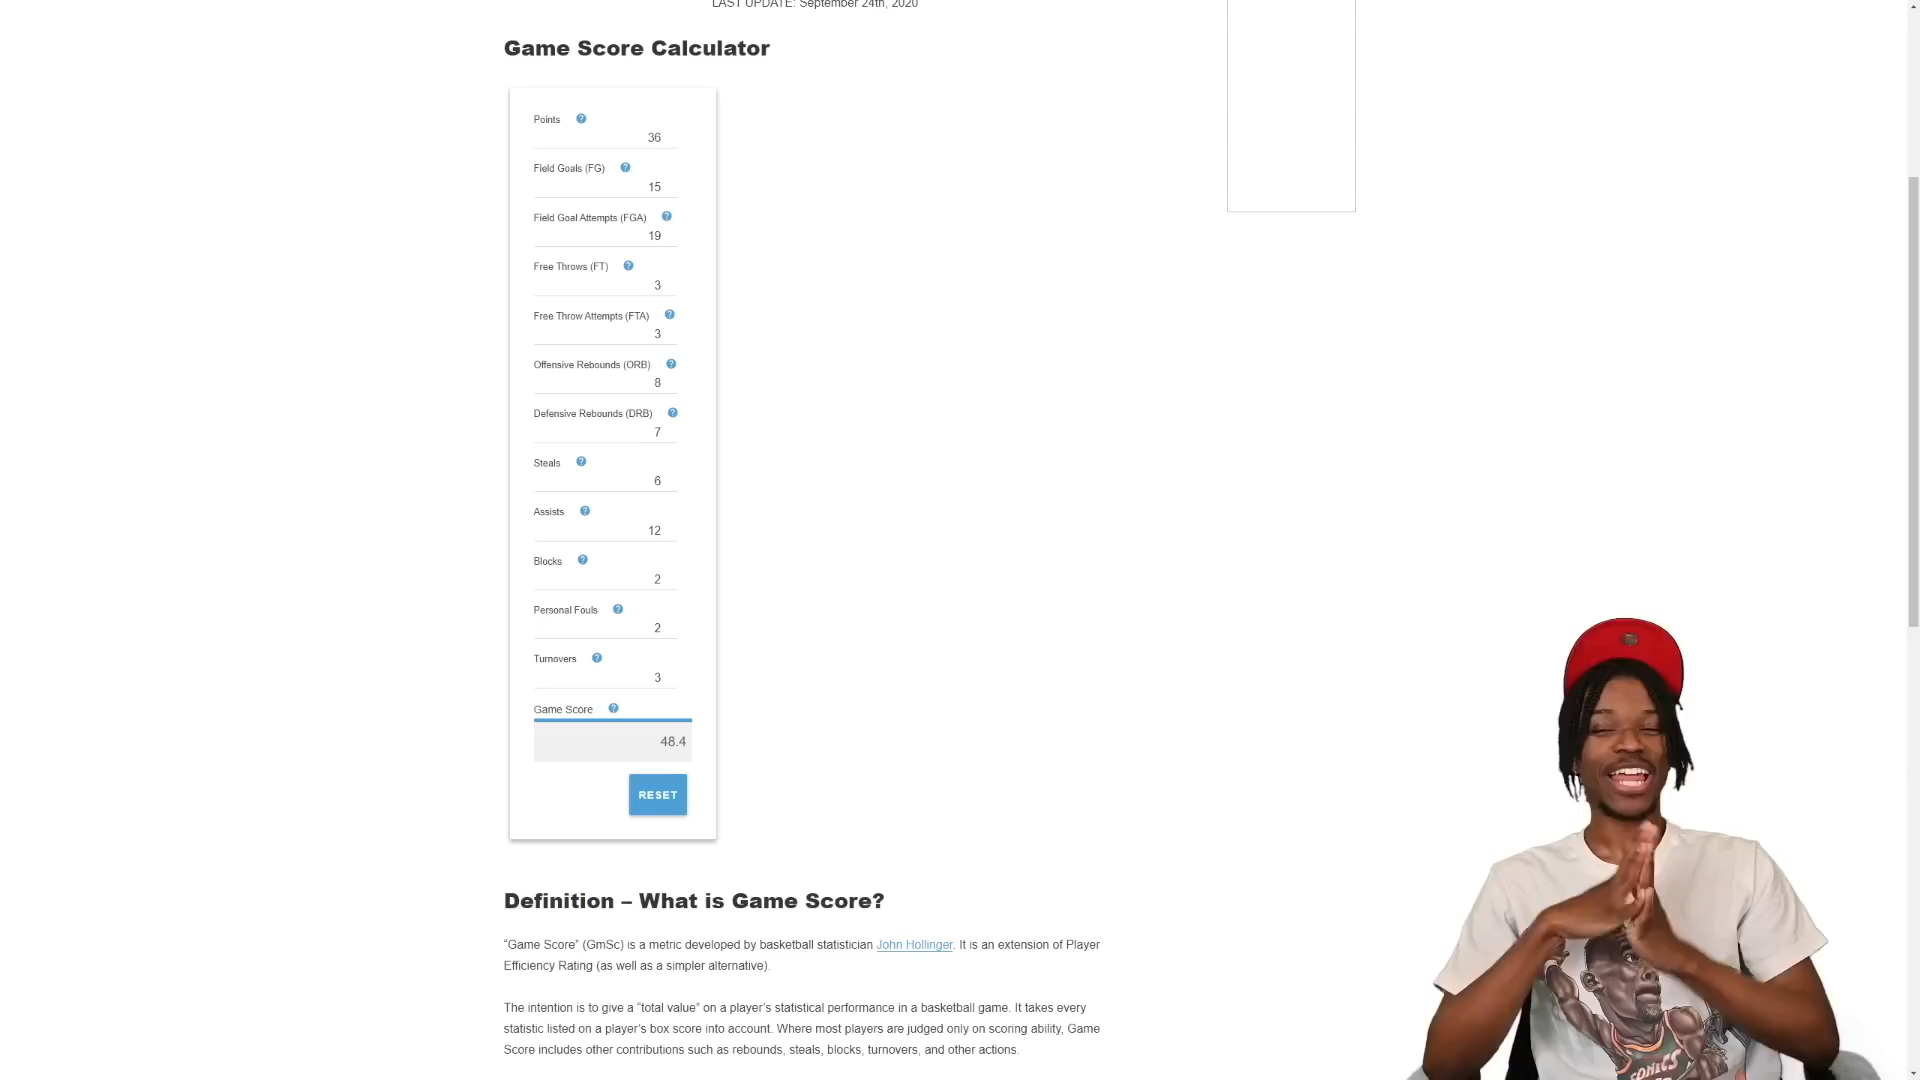 LAST UPDATE: September 24th, 2020
Game Score Calculator
Points
36
Field Goals (FG)
15
Field Goal Attempts (FGA)
19
Free Throws (FT)
3
Free Throw Attempts (FTA)
3
Offensive Rebounds (ORB)
8
Defensive Rebounds (DRB)
7
Steals
6
Assists
12
Blocks
2
Personal Fouls
2
Turnovers
3
Game Score
48.4
RESET
Definition – What is Game Score?
“Game Score” (GmSc) is a metric developed by basketball statistician John Hollinger. It is an extension of Player
Efficiency Rating (as well as a simpler alternative).
The intention is to give a “total value” on a player’s statistical performance in a basketball game. It takes every
statistic listed on a player’s box score into account. Where most players are judged only on scoring ability, Game
Score includes other contributions such as rebounds, steals, blocks, turnovers, and other actions.
SONICS